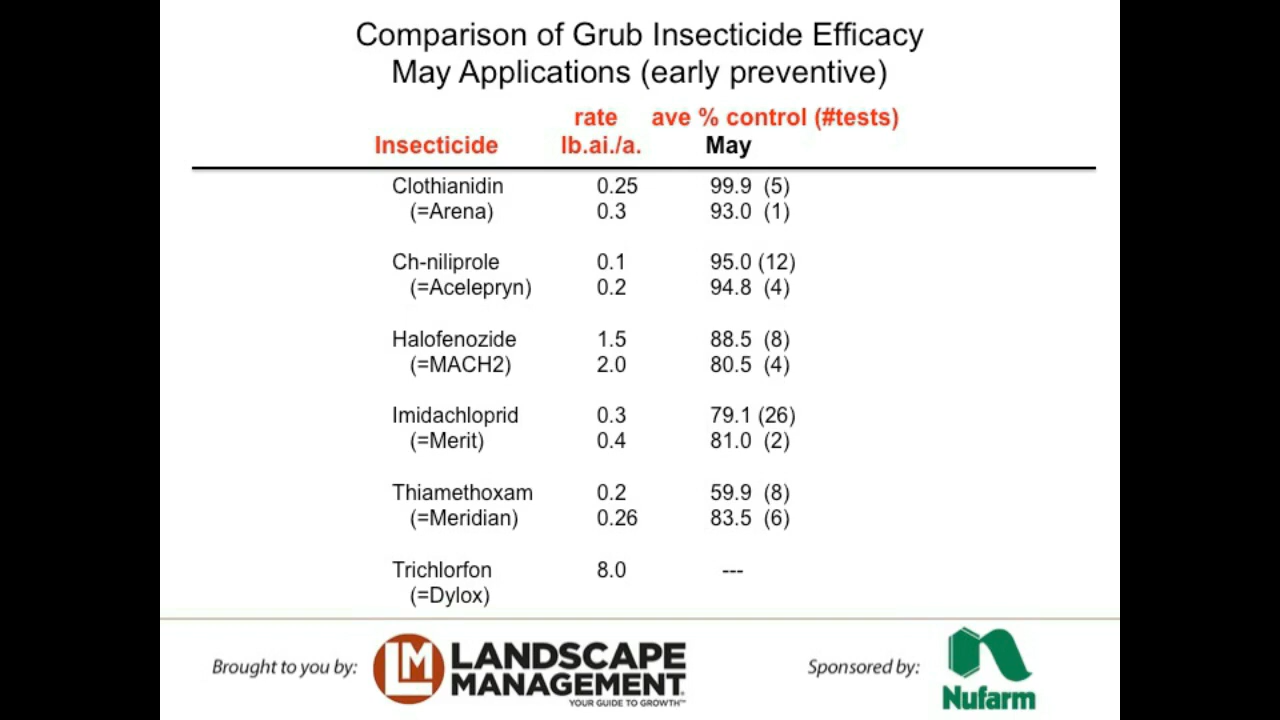 Comparison of Grub Insecticide Efficacy
May Applications (early preventive)
rate ave % control (#tests)
Insecticide lb.ai./a. May
Clothianidin 0.25 99.9 (5)
(=Arena) 0.3 93.0 (1)
Ch-niliprole 0.1 95.0 (12)
(=Acelepryn) 0.2 94.8 (4)
Halofenozide 1.5 88.5 (8)
(=MACH2) 2.0 80.5 (4)
Imidachloprid 0.3 79.1 (26)
(=Merit) 0.4 81.0 (2)
Thiamethoxam 0.2 59.9 (8)
(=Meridian) 0.26 83.5 (6)
Trichlorfon 8.0 ---
(=Dylox)
Brought to you by: LM LANDSCAPE MANAGEMENT
YOUR GUIDE TO GROWTH™
Sponsored by: Nufarm